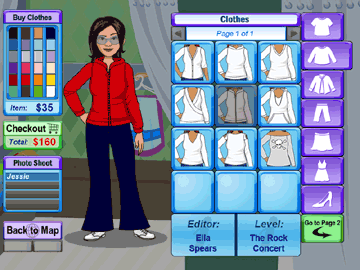 Buy Clothes
Item: $35
Checkout
Total: $160
Photo Shoot
Jessie
Back to Map
Clothes
Page 1 of 1
Editor:
Ella
Spears
Level:
The Rock
Concert
Go to Page 2